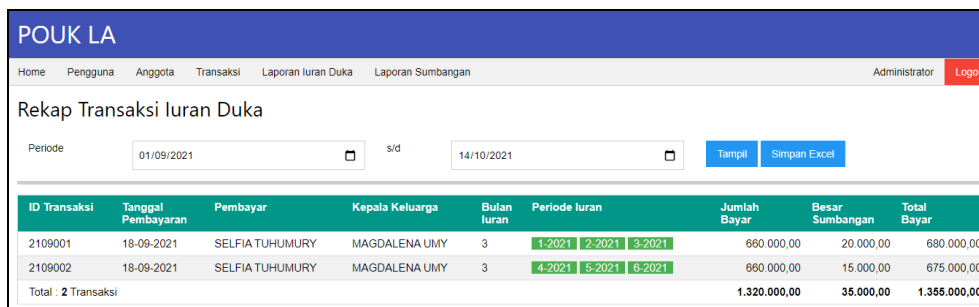 POUK LA
Home Pengguna Anggota Transaksi Laporan Iuran Duka Laporan Sumbangan Administrator Logo
Rekap Transaksi Iuran Duka
Periode 01/09/2021 s/d 14/10/2021 Tampil Simpan Excel
ID Transaksi Tanggal Pembayaran Pembayar Kepala Keluarga Bulan Iuran Periode Iuran Jumlah Bayar Besar Sumbangan Total Bayar
2109001 18-09-2021 SELFIA TUHUMURY MAGDALENA UMY 3 1-2021 2-2021 3-2021 660.000,00 20.000,00 680.000,00
2109002 18-09-2021 SELFIA TUHUMURY MAGDALENA UMY 3 4-2021 5-2021 6-2021 660.000,00 15.000,00 675.000,00
Total : 2 Transaksi 1.320.000,00 35.000,00 1.355.000,00